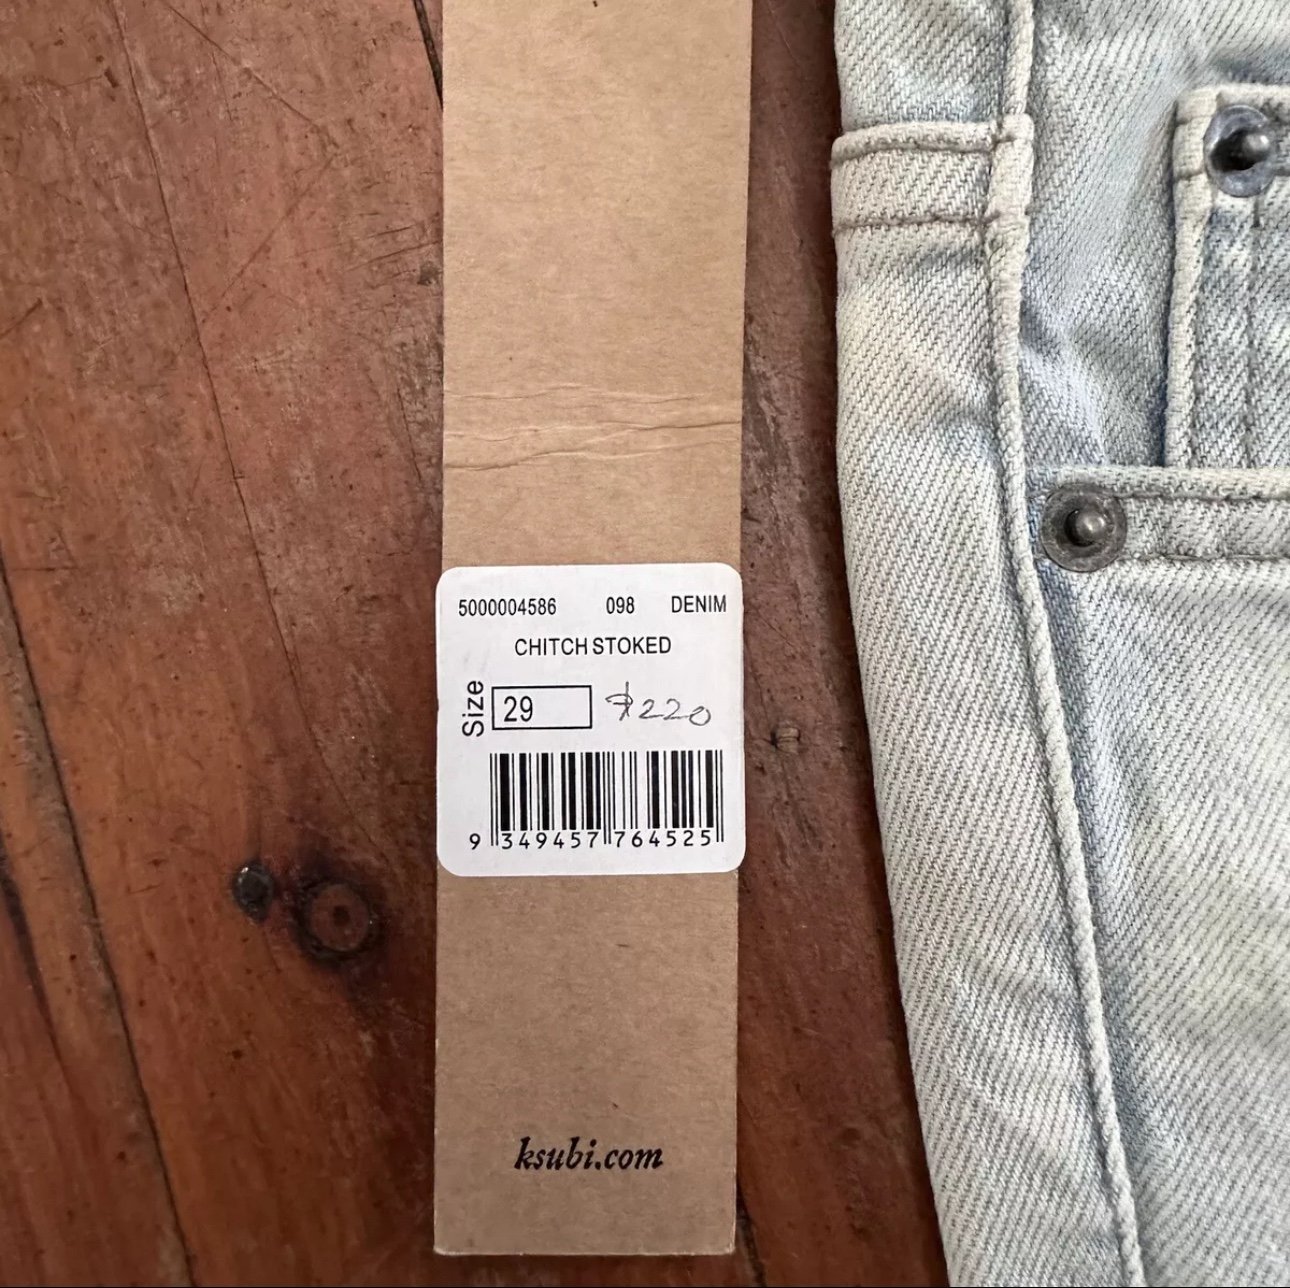 5000004586 098 DENIM
CHITCH STOKED
Size 29 $220
9 349457 764525
ksubi.com